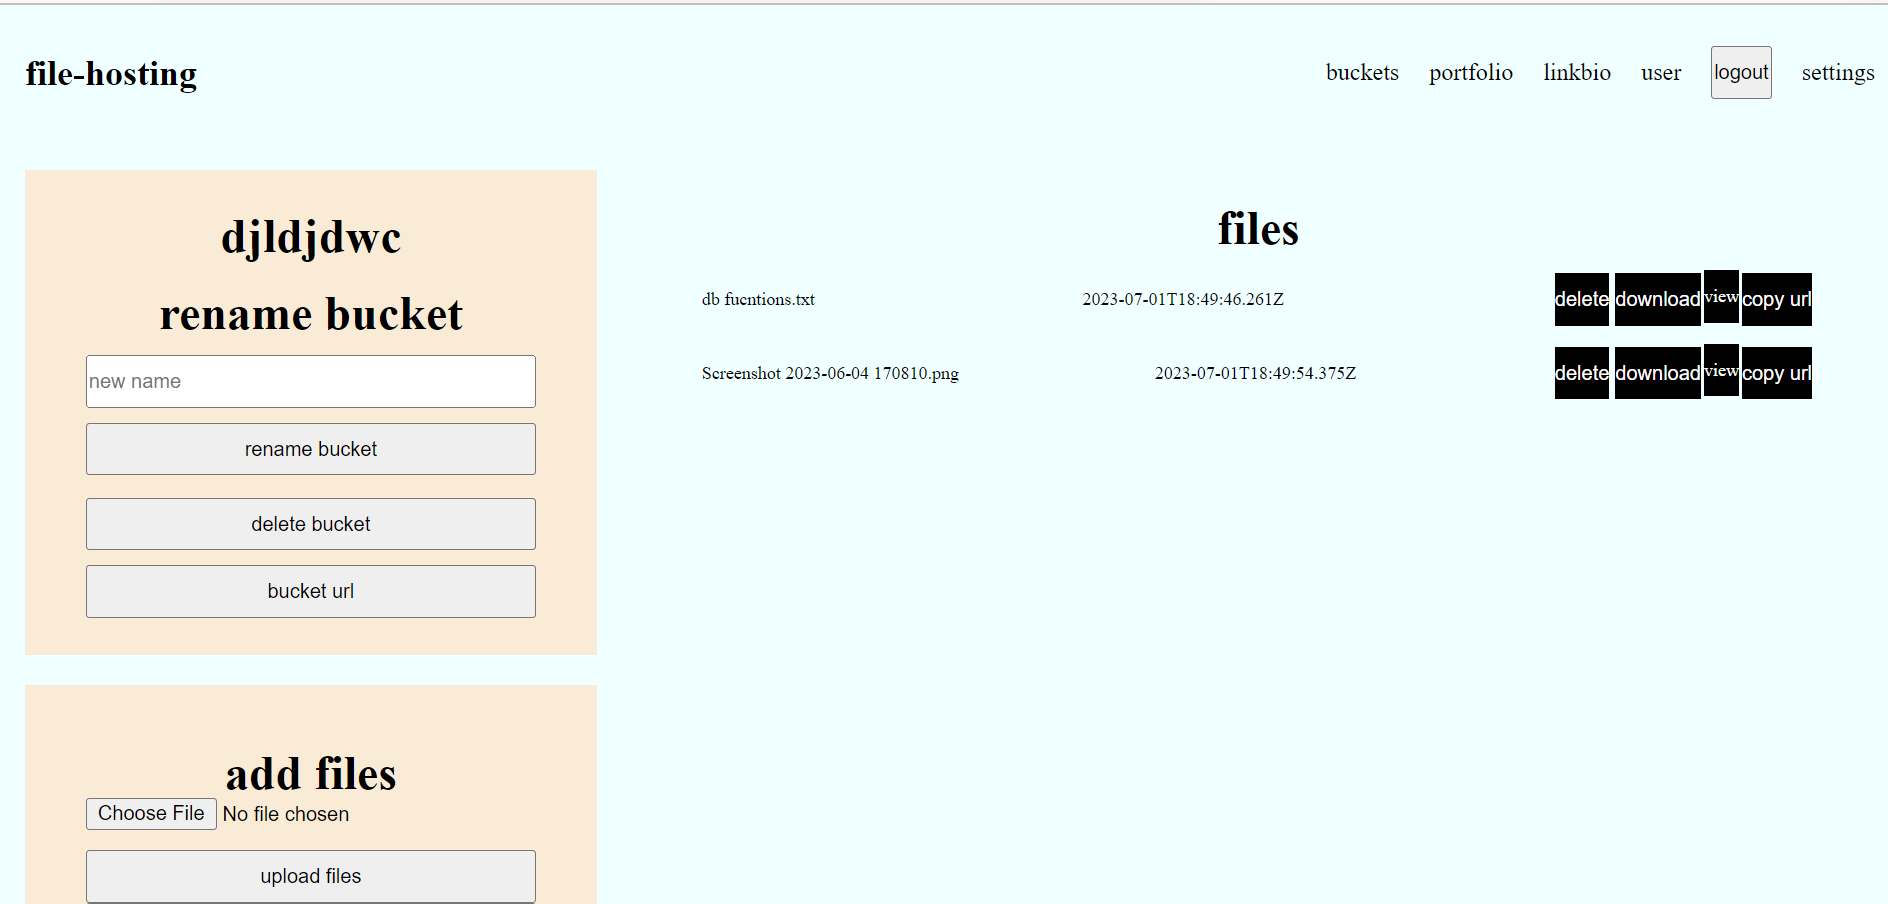 file-hosting
buckets portfolio linkbio user logout settings
djldjdwc
rename bucket
new name
rename bucket
delete bucket
bucket url
add files
Choose File No file chosen
upload files
files
db fucntions.txt 2023-07-01T18:49:46.261Z delete download view copy url
Screenshot 2023-06-04 170810.png 2023-07-01T18:49:54.375Z delete download view copy url